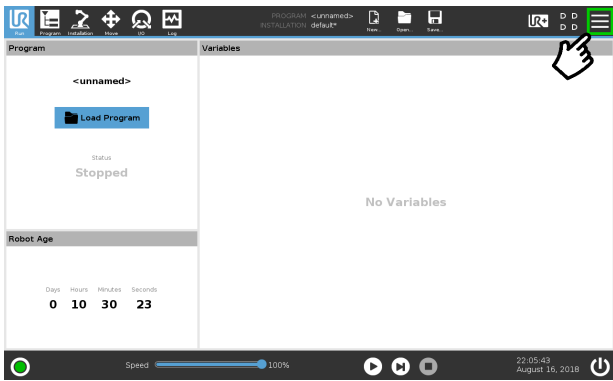 UR
Run
Program
Installation
Move
I/O
Log
PROGRAM <unnamed>
INSTALLATION default*
New...
Open...
Save...
UR+
D D
D D
Program
<unnamed>
Load Program
Status
Stopped
Variables
No Variables
Robot Age
Days Hours Minutes Seconds
0 10 30 23
Speed 100%
22:05:43
August 16, 2018